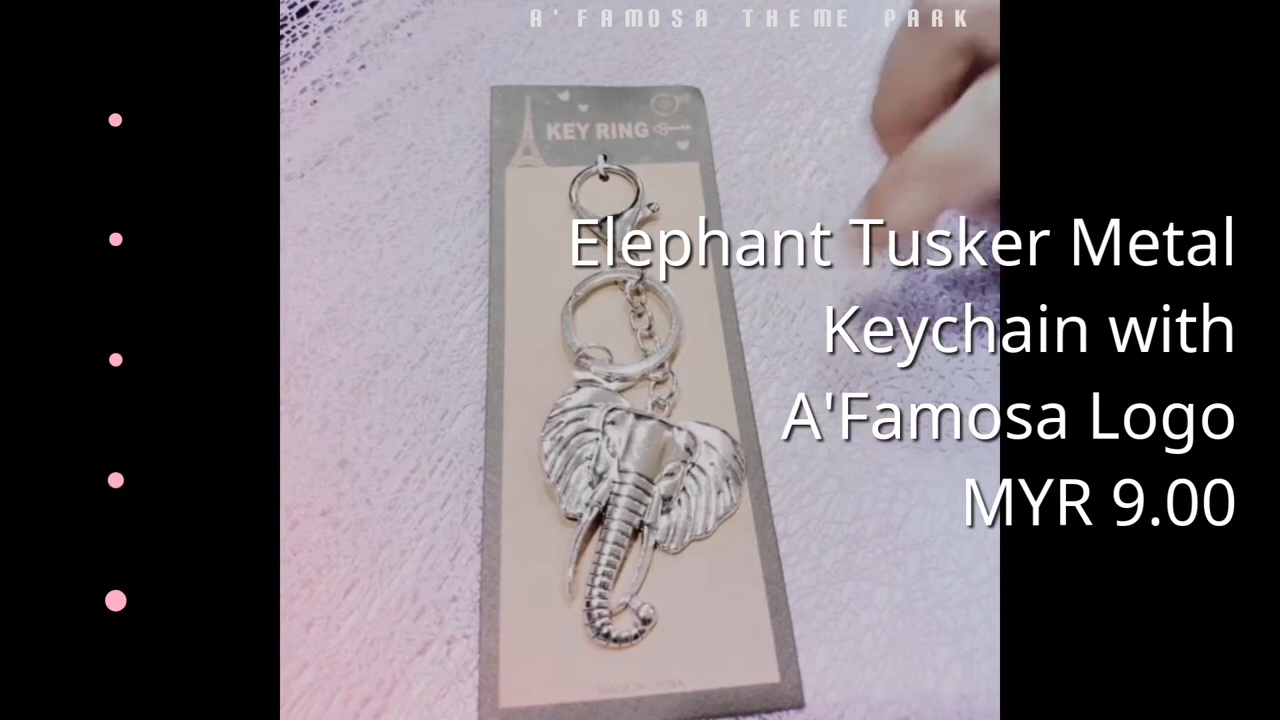 A'FAMOSA THEME PARK
KEY RING
Elephant Tusker Metal
Keychain with
A'Famosa Logo
MYR 9.00